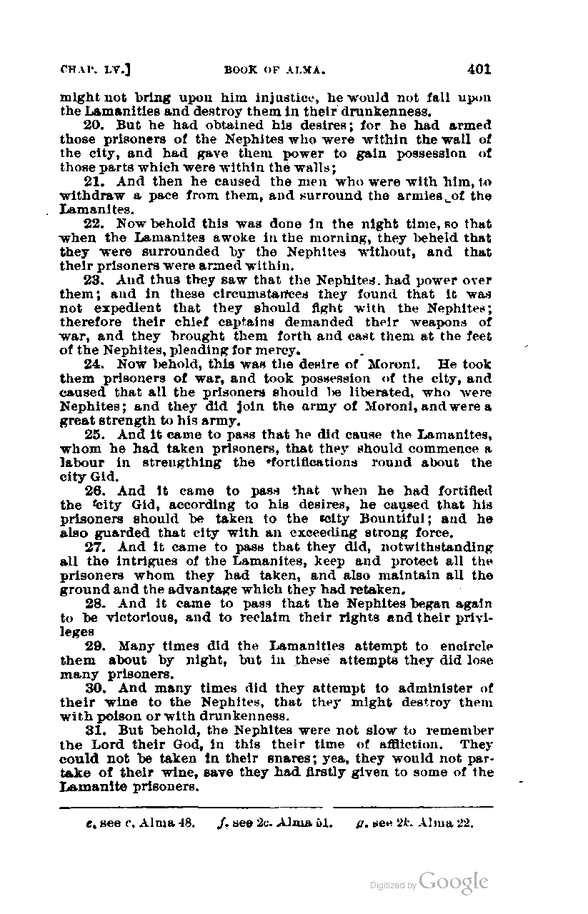 CHAP. LV.] BOOK OF ALMA. 401
might not bring upon him injustice, he would not fall upon
the Lamanities and destroy them in their drunkenness.
20. But he had obtained his desires; for he had armed
those prisoners of the Nephites who were within the wall of
the city, and had gave them power to gain possession of
those parts which were within the walls;
21. And then he caused the men who were with him, to
withdraw a pace from them, and surround the armies of the
Lamanites.
22. Now behold this was done in the night time, so that
when the Lamanites awoke in the morning, they beheld that
they were surrounded by the Nephites without, and that
their prisoners were armed within.
23. And thus they saw that the Nephites. had power over
them; and in these circumstances they found that it was
not expedient that they should fight with the Nephites;
therefore their chief captains demanded their weapons of
war, and they brought them forth and cast them at the feet
of the Nephites, pleading for mercy.
24. Now behold, this was the desire of Moroni. He took
them prisoners of war, and took possession of the city, and
caused that all the prisoners should be liberated, who were
Nephites; and they did join the army of Moroni, and were a
great strength to his army.
25. And it came to pass that he did cause the Lamanites,
whom he had taken prisoners, that they should commence a
labour in strengthing the ᵉfortifications round about the
city Gid.
26. And it came to pass that when he had fortified
the ᶠcity Gid, according to his desires, he caused that his
prisoners should be taken to the ᵍcity Bountiful; and he
also guarded that city with an exceeding strong force.
27. And it came to pass that they did, notwithstanding
all the intrigues of the Lamanites, keep and protect all the
prisoners whom they had taken, and also maintain all the
ground and the advantage which they had retaken.
28. And it came to pass that the Nephites began again
to be victorious, and to reclaim their rights and their privi-
leges
29. Many times did the Lamanities attempt to encircle
them about by night, but in these attempts they did lose
many prisoners.
30. And many times did they attempt to administer of
their wine to the Nephites, that they might destroy them
with poison or with drunkenness.
31. But behold, the Nephites were not slow to remember
the Lord their God, in this their time of affliction. They
could not be taken in their snares; yea, they would not par-
take of their wine, save they had firstly given to some of the
Lamanite prisoners.
e, see c, Alma 48. f. see 2c. Alma 51. g. see 2k. Alma 22.
Digitized by Google